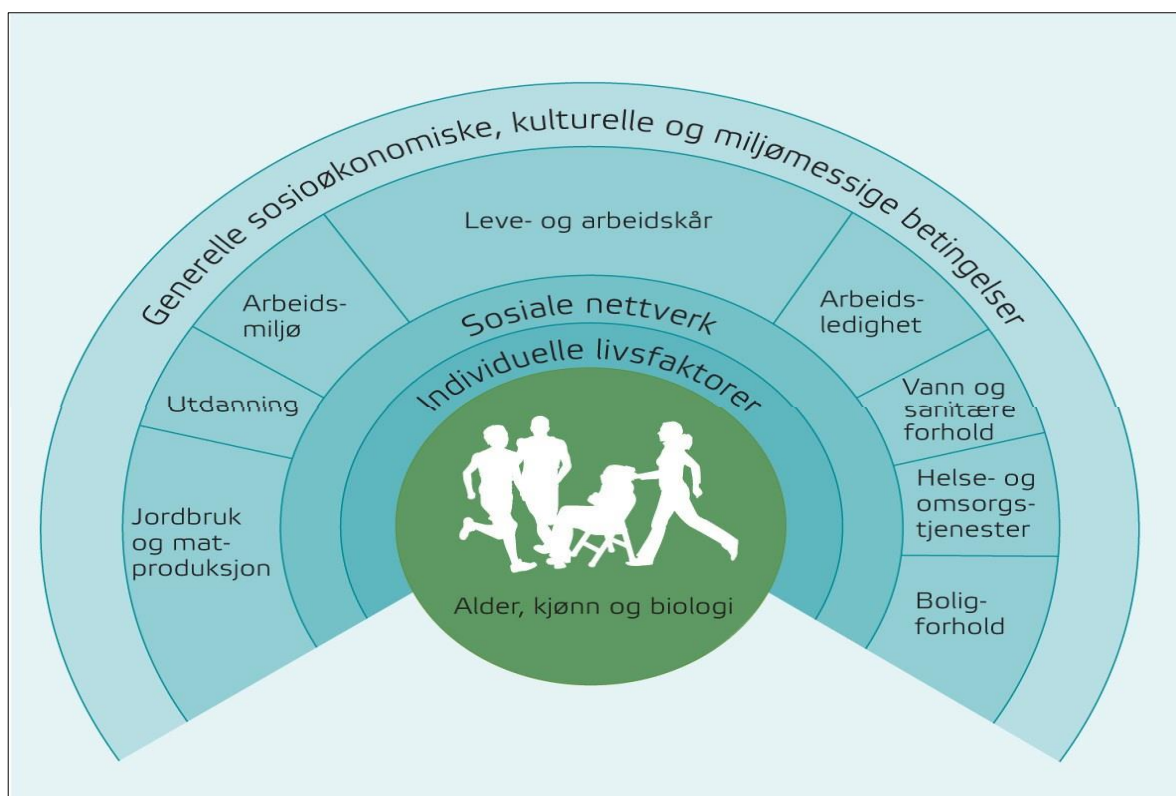 Generelle sosioøkonomiske, kulturelle og miljømessige betingelser
Leve- og arbeidskår
Arbeids-
miljø
Arbeids-
ledighet
Sosiale nettverk
Individuelle livsfaktorer
Utdanning
Vann og
sanitære
forhold
Jordbruk
og mat-
produksjon
Helse- og
omsorgs-
tjenester
Bolig-
forhold
Alder, kjønn og biologi